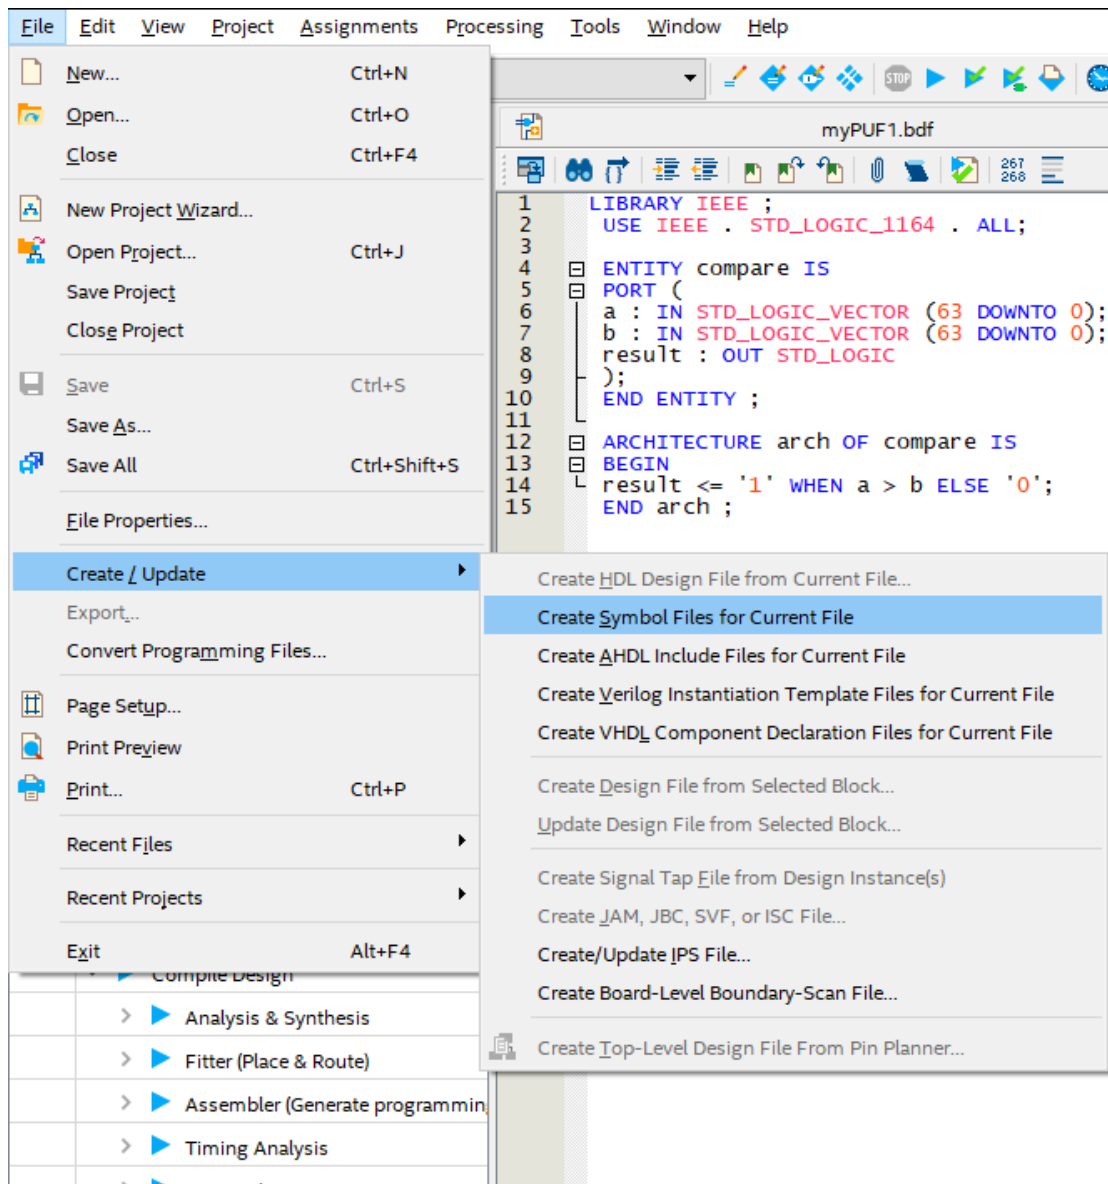 File Edit View Project Assignments Processing Tools Window Help
New... Ctrl+N
Open... Ctrl+O
Close Ctrl+F4
New Project Wizard...
Open Project... Ctrl+J
Save Project
Close Project
Save Ctrl+S
Save As...
Save All Ctrl+Shift+S
File Properties...
Create / Update
Export...
Convert Programming Files...
Page Setup...
Print Preview
Print... Ctrl+P
Recent Files
Recent Projects
Exit Alt+F4
STOP
myPUF1.bdf
267
268
1 LIBRARY IEEE ;
2 USE IEEE . STD_LOGIC_1164 . ALL;
3
4 ENTITY compare IS
5 PORT (
6 a : IN STD_LOGIC_VECTOR (63 DOWNTO 0);
7 b : IN STD_LOGIC_VECTOR (63 DOWNTO 0);
8 result : OUT STD_LOGIC
9 );
10 END ENTITY ;
11
12 ARCHITECTURE arch OF compare IS
13 BEGIN
14 result <= '1' WHEN a > b ELSE '0';
15 END arch ;
Create HDL Design File from Current File...
Create Symbol Files for Current File
Create AHDL Include Files for Current File
Create Verilog Instantiation Template Files for Current File
Create VHDL Component Declaration Files for Current File
Create Design File from Selected Block...
Update Design File from Selected Block...
Create Signal Tap File from Design Instance(s)
Create JAM, JBC, SVF, or ISC File...
Create/Update IPS File...
Create Board-Level Boundary-Scan File...
Create Top-Level Design File From Pin Planner...
Compile Design
Analysis & Synthesis
Fitter (Place & Route)
Assembler (Generate programmin
Timing Analysis